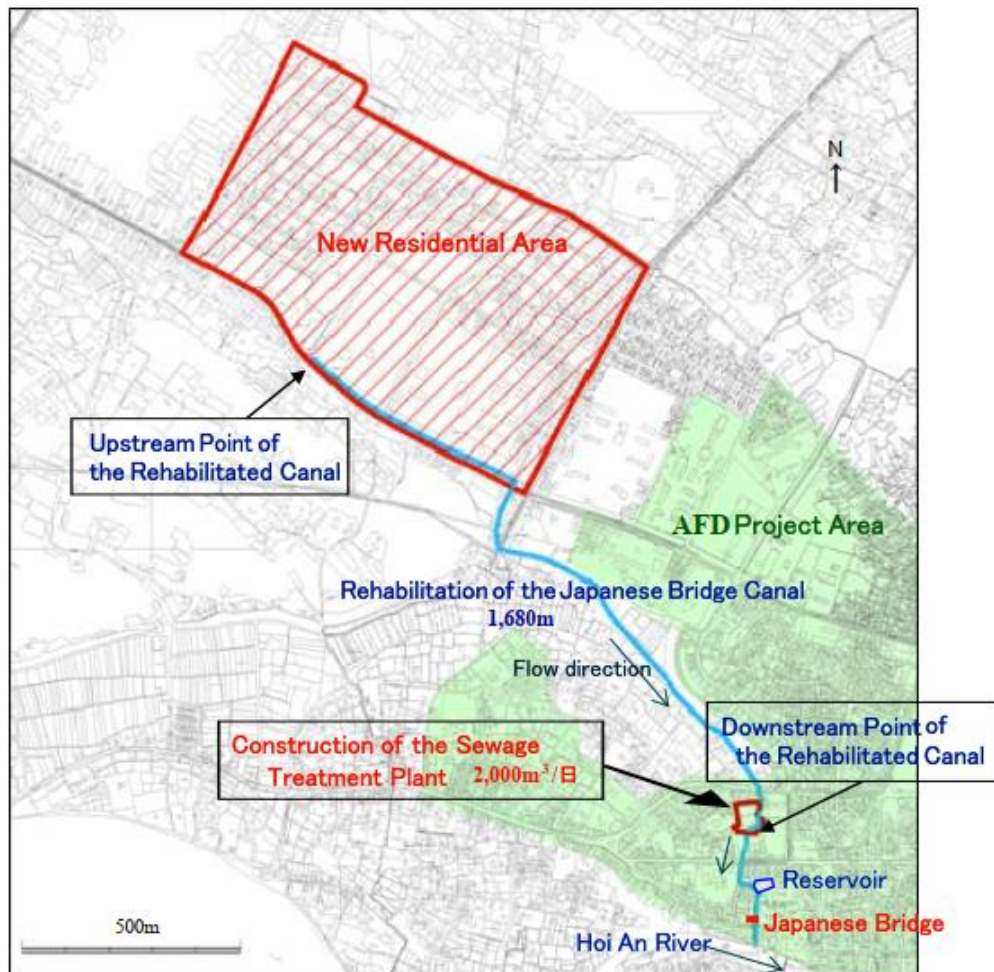 N
New Residential Area
Upstream Point of
the Rehabilitated Canal
AFD Project Area
Rehabilitation of the Japanese Bridge Canal
1,680m
Flow direction
Downstream Point of
the Rehabilitated Canal
Construction of the Sewage
Treatment Plant 2,000m³/日
Reservoir
Japanese Bridge
500m
Hoi An River